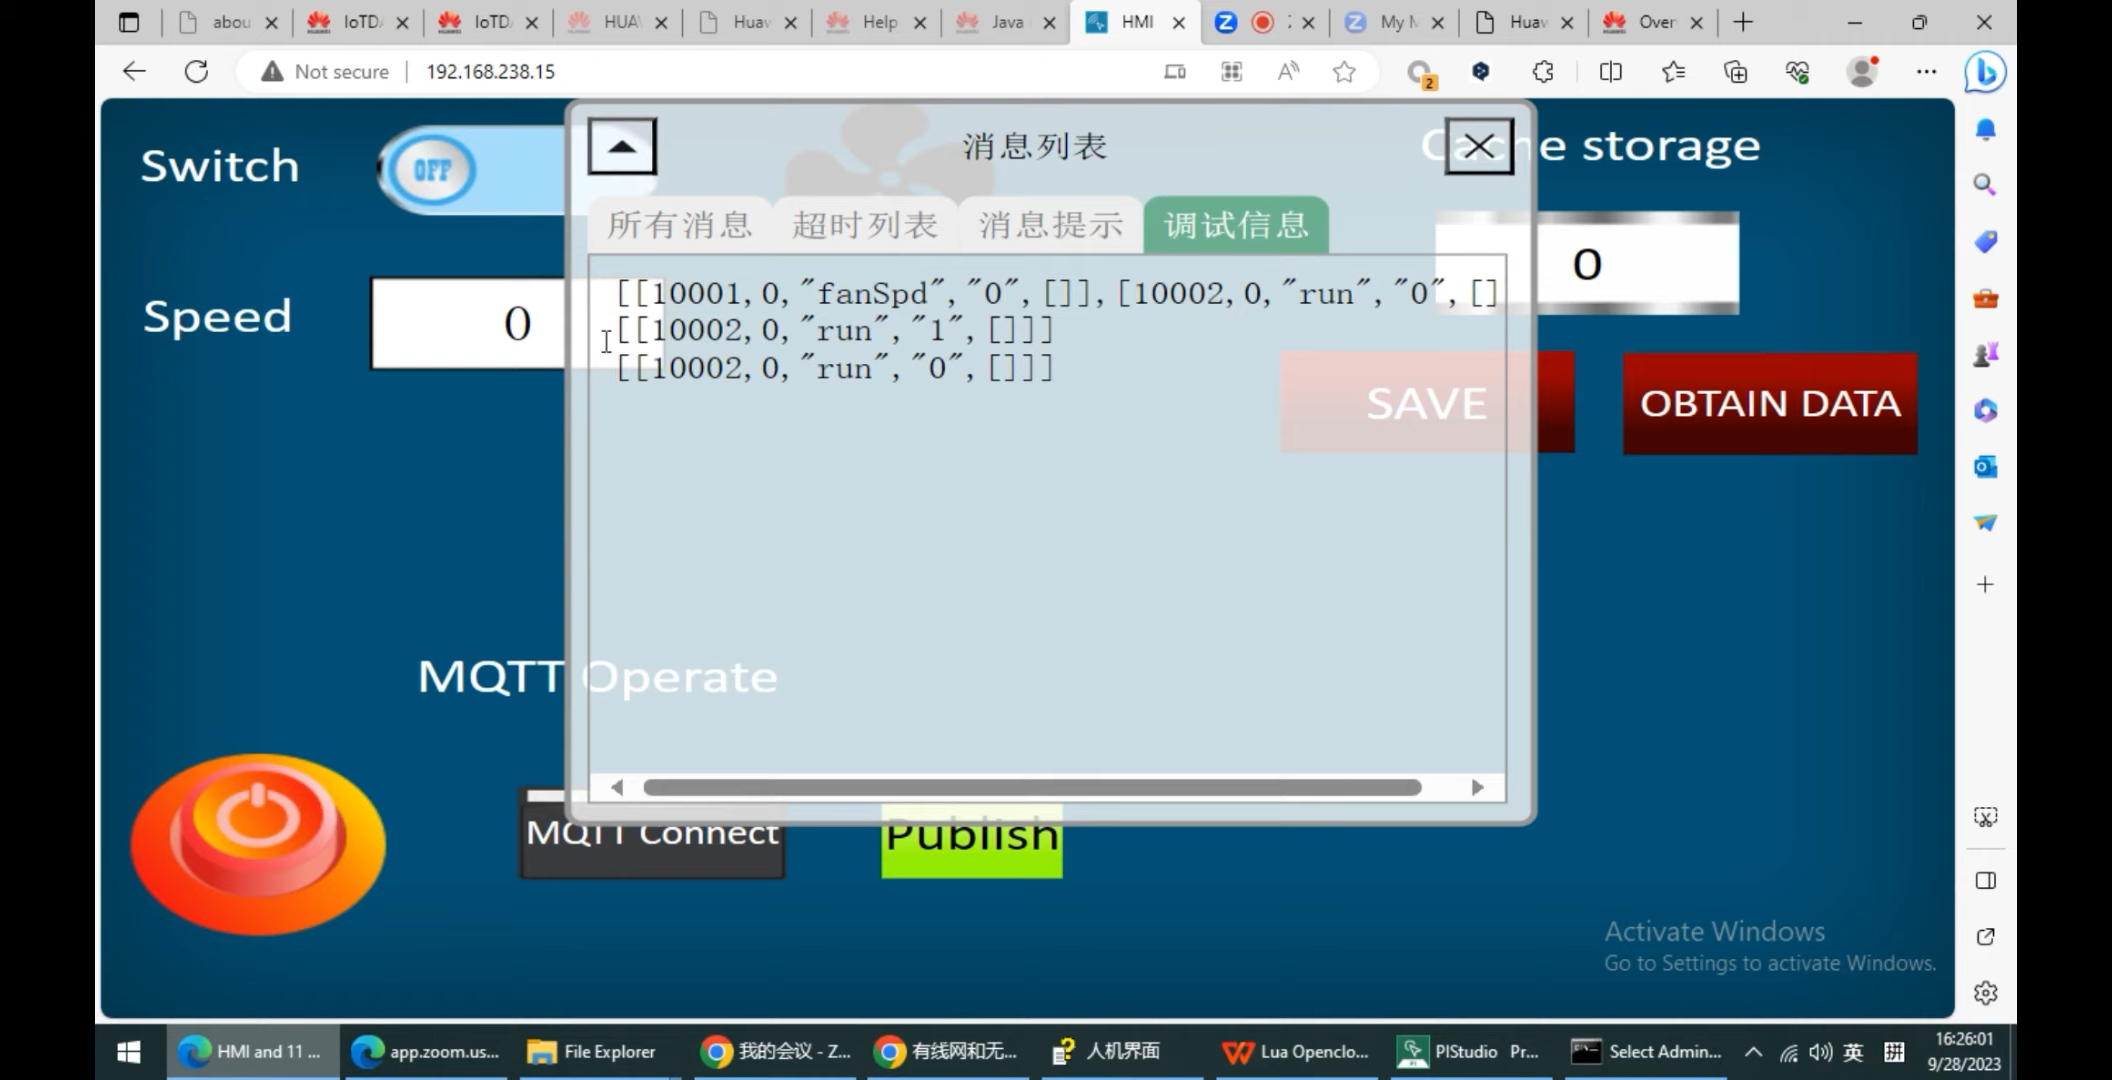 abou
IoTD
IoTD
HUA
Huaw
Help
Java
HMI
My M
Huaw
Over
Not secure
192.168.238.15
2
Switch
OFF
消息列表
Cache storage
所有消息
超时列表
消息提示
调试信息
0
Speed
0
[[10001,0,"fanSpd","0",[]],[10002,0,"run","0",[]
[[10002,0,"run","1",[]]]
[[10002,0,"run","0",[]]]
SAVE
OBTAIN DATA
MQTT Operate
MQTT Connect
Publish
Activate Windows
Go to Settings to activate Windows.
HMI and 11 ...
app.zoom.us...
File Explorer
我的会议 - Z...
有线网和无...
人机界面
Lua Openclo...
PIStudio Pr...
Select Admin...
英
拼
16:26:01
9/28/2023